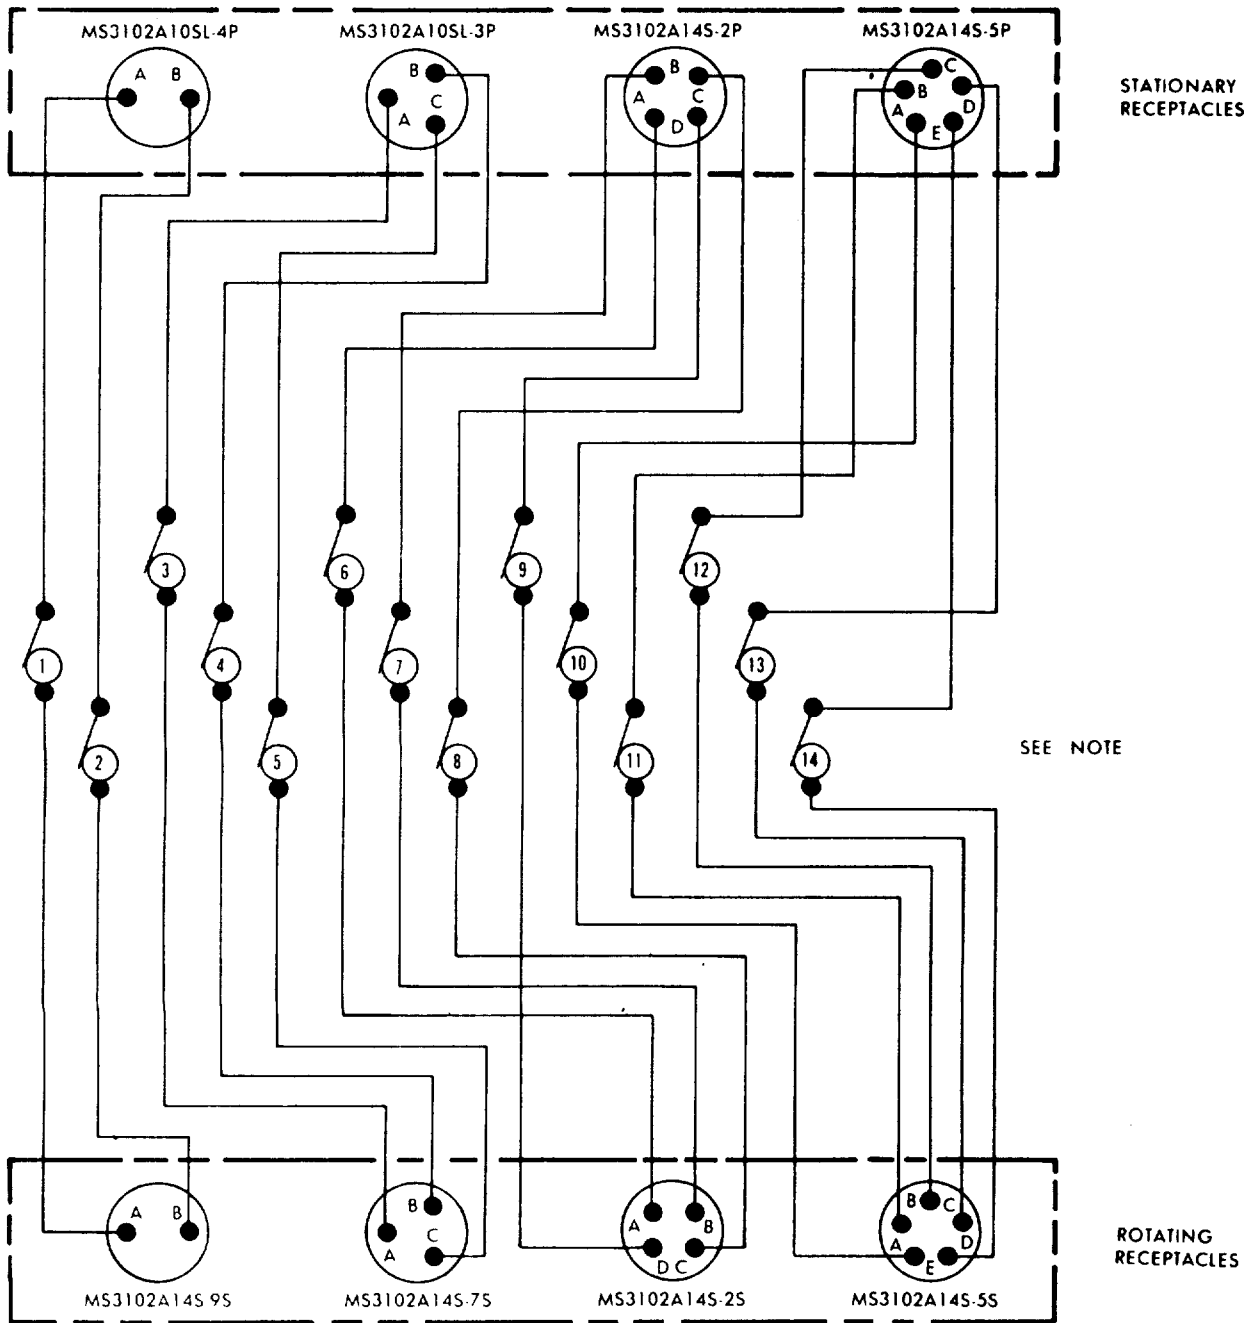 MS3102A10SL-4P MS3102A10SL-3P MS3102A14S-2P MS3102A14S-5P
A B
B C A
B A C D
C B D A E
STATIONARY
RECEPTACLES
3 6 9 12
1 4 7 10 13
2 5 8 11 14
SEE NOTE
A B
B C A
A B D C
B C A D E
ROTATING
RECEPTACLES
MS3102A14S 9S MS3102A14S-7S MS3102A14S-2S MS3102A14S-5S